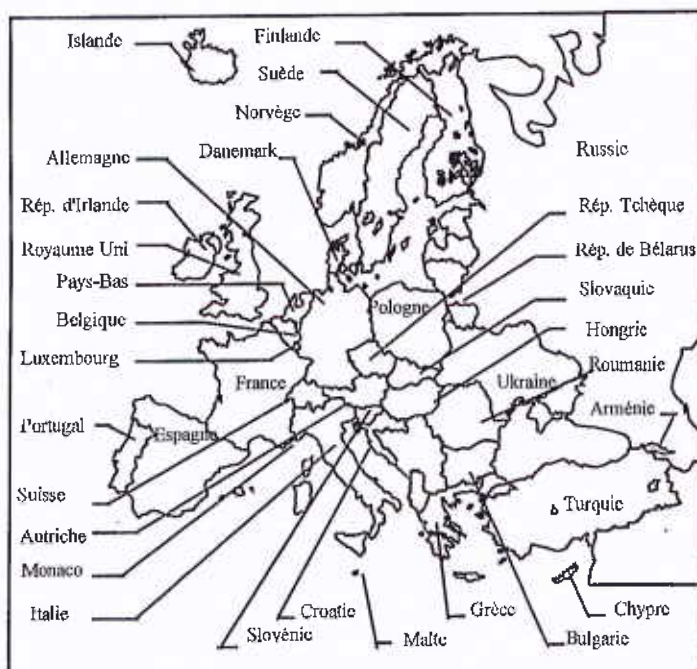 Islande
Finlande
Suède
Norvège
Allemagne
Danemark
Russie
Rép. d'Irlande
Rép. Tchèque
Royaume Uni
Rép. de Bélarus
Pays-Bas
Slovaquie
Pologne
Belgique
Hongrie
Luxembourg
Roumanie
France
Ukraine
Arménie
Portugal
Espagne
Suisse
Turquie
Autriche
Monaco
Italie
Croatie
Grèce
Chypre
Slovénie
Malte
Bulgarie